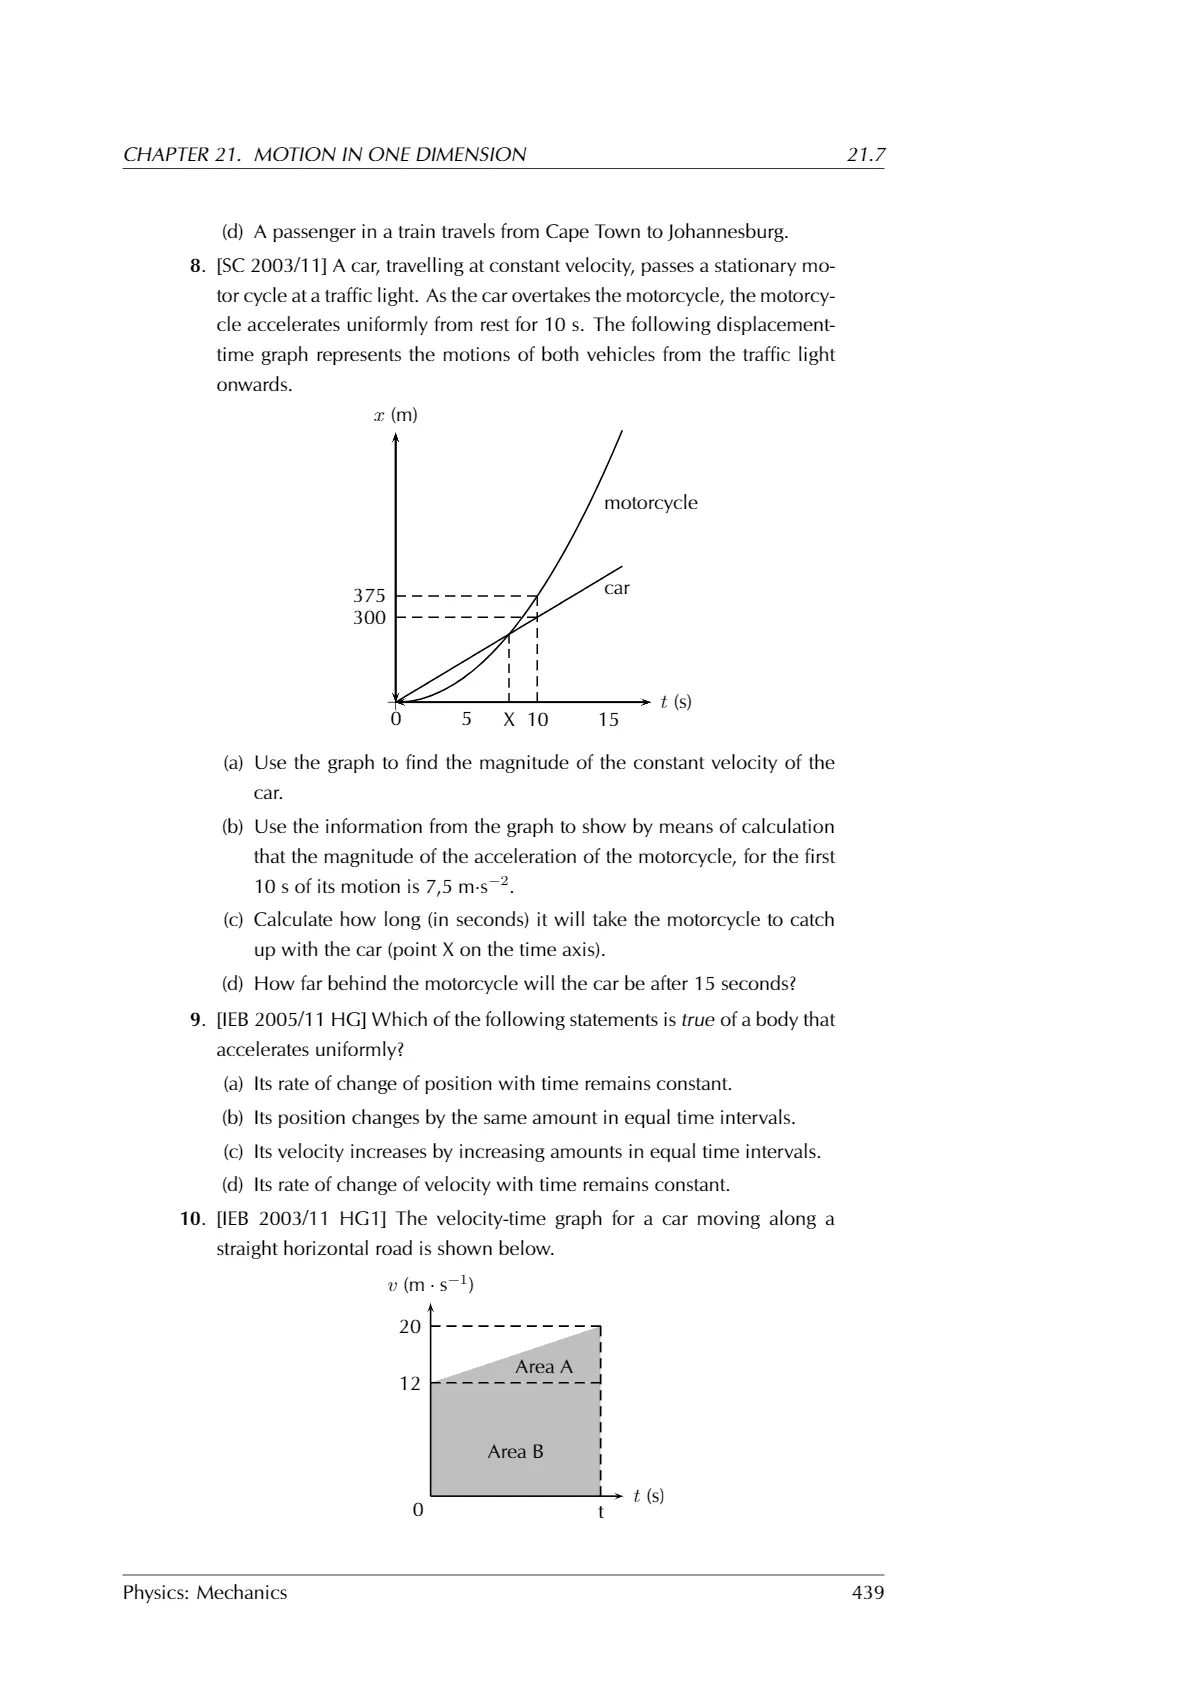 CHAPTER 21. MOTION IN ONE DIMENSION 21.7
(d) A passenger in a train travels from Cape Town to Johannesburg.
8. [SC 2003/11] A car, travelling at constant velocity, passes a stationary mo-
tor cycle at a traffic light. As the car overtakes the motorcycle, the motorcy-
cle accelerates uniformly from rest for 10 s. The following displacement-
time graph represents the motions of both vehicles from the traffic light
onwards.
x (m)
motorcycle
car
375
300
t (s)
0 5 X 10 15
(a) Use the graph to find the magnitude of the constant velocity of the
car.
(b) Use the information from the graph to show by means of calculation
that the magnitude of the acceleration of the motorcycle, for the first
10 s of its motion is 7,5 m·s⁻².
(c) Calculate how long (in seconds) it will take the motorcycle to catch
up with the car (point X on the time axis).
(d) How far behind the motorcycle will the car be after 15 seconds?
9. [IEB 2005/11 HG] Which of the following statements is true of a body that
accelerates uniformly?
(a) Its rate of change of position with time remains constant.
(b) Its position changes by the same amount in equal time intervals.
(c) Its velocity increases by increasing amounts in equal time intervals.
(d) Its rate of change of velocity with time remains constant.
10. [IEB 2003/11 HG1] The velocity-time graph for a car moving along a
straight horizontal road is shown below.
v (m · s⁻¹)
20
Area A
12
Area B
t (s)
0 t
Physics: Mechanics 439